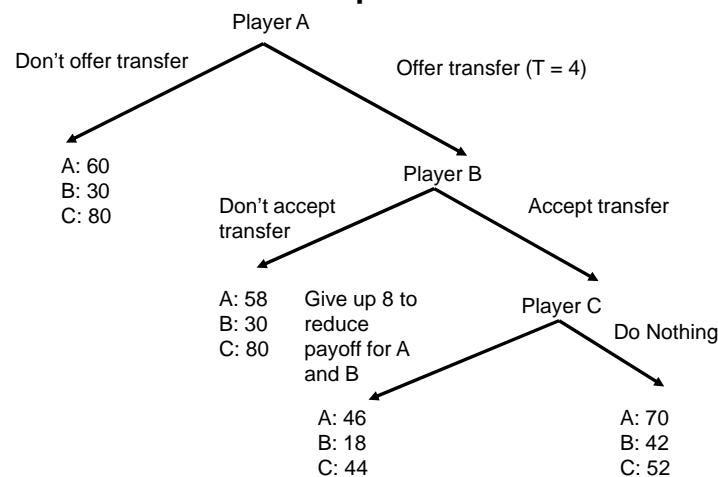 Player A
Don't offer transfer
Offer transfer (T = 4)
A: 60
B: 30
C: 80
Player B
Don't accept
transfer
Accept transfer
A: 58
B: 30
C: 80
Give up 8 to
reduce
payoff for A
and B
Player C
Do Nothing
A: 46
B: 18
C: 44
A: 70
B: 42
C: 52